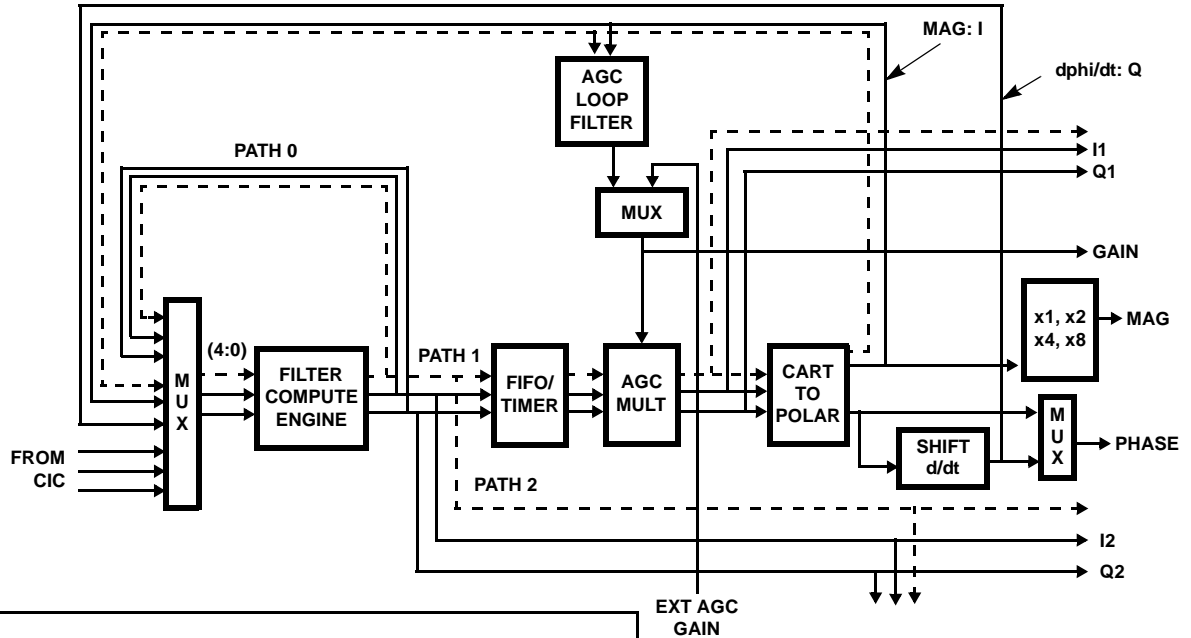 MAG: I
dphi/dt: Q
AGC
LOOP
FILTER
PATH 0
I1
Q1
MUX
GAIN
x1, x2
x4, x8
MAG
(4:0)
PATH 1
MUX
FILTER
COMPUTE
ENGINE
FIFO/
TIMER
AGC
MULT
CART
TO
POLAR
MUX
PHASE
SHIFT
d/dt
FROM
CIC
PATH 2
I2
Q2
EXT AGC
GAIN